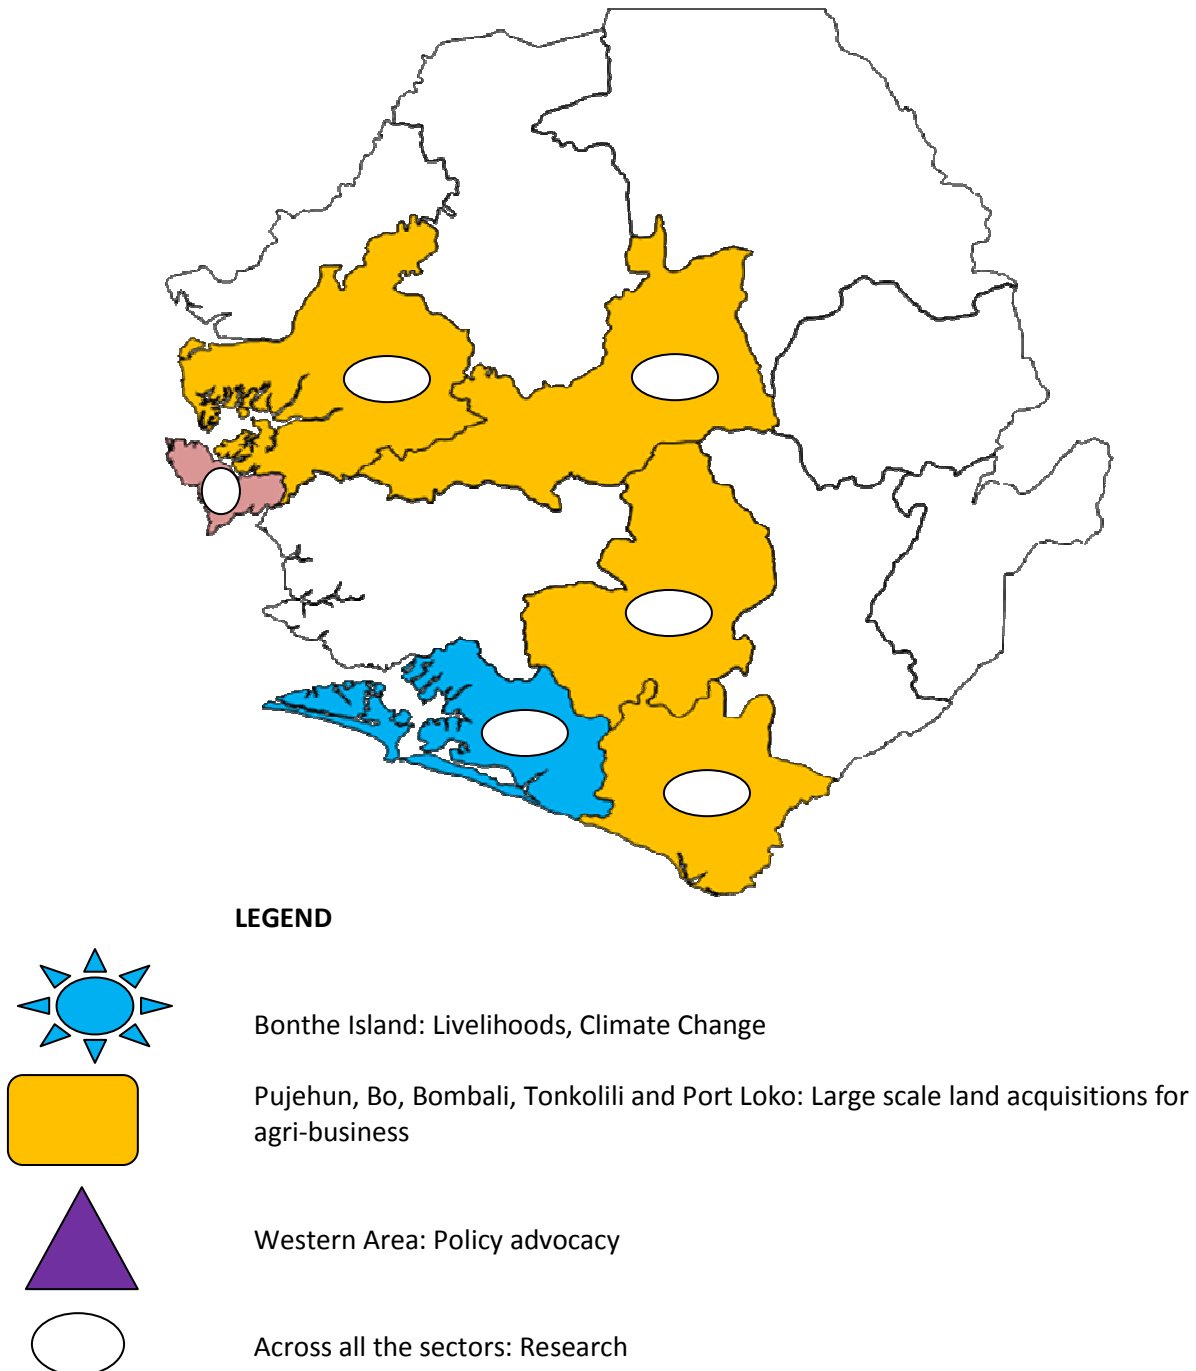 LEGEND
Bonthe Island: Livelihoods, Climate Change
Pujehun, Bo, Bombali, Tonkolili and Port Loko: Large scale land acquisitions for
agri-business
Western Area: Policy advocacy
Across all the sectors: Research